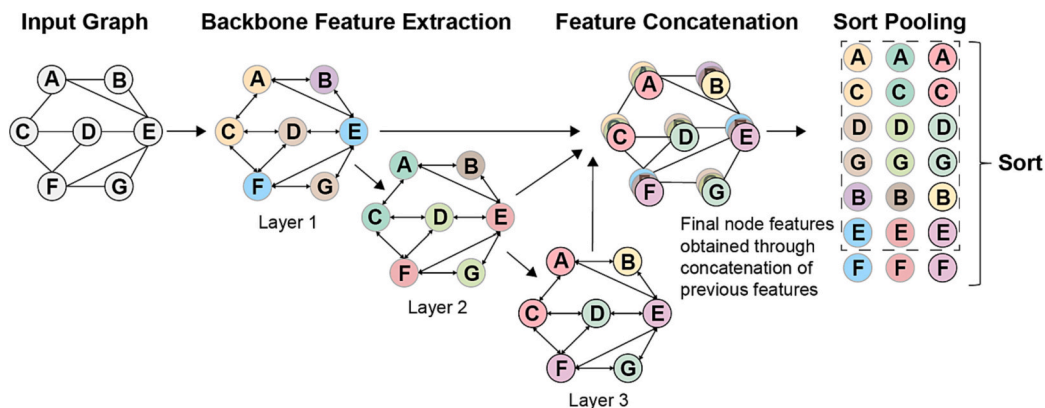 Input Graph
Backbone Feature Extraction
Feature Concatenation
Sort Pooling
A B
C D E
F G
A B
C D E
F G
Layer 1
A B
C D E
F G
Layer 2
A B
C D E
F G
Layer 3
A B
C D E
F G
Final node features
obtained through
concatenation of
previous features
A A A
C C C
D D D
G G G
B B B
E E E
F F F
Sort